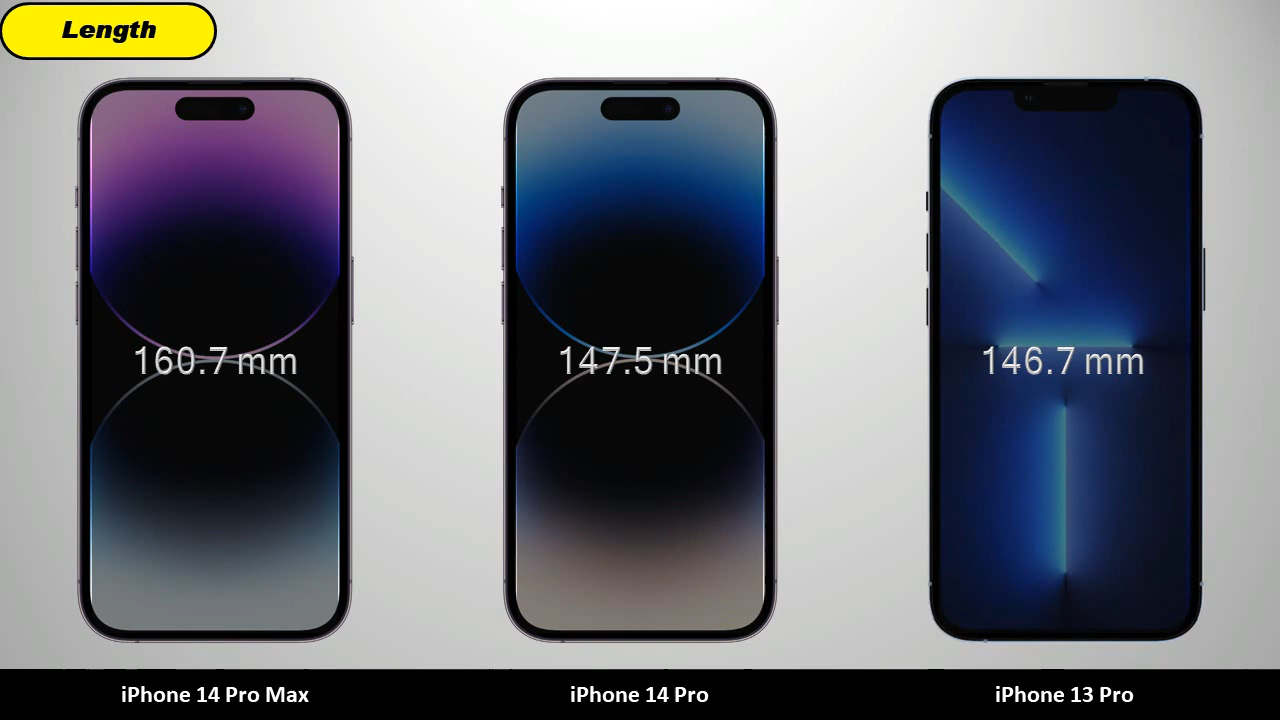 Length
160.7 mm
147.5 mm
146.7 mm
iPhone 14 Pro Max
iPhone 14 Pro
iPhone 13 Pro